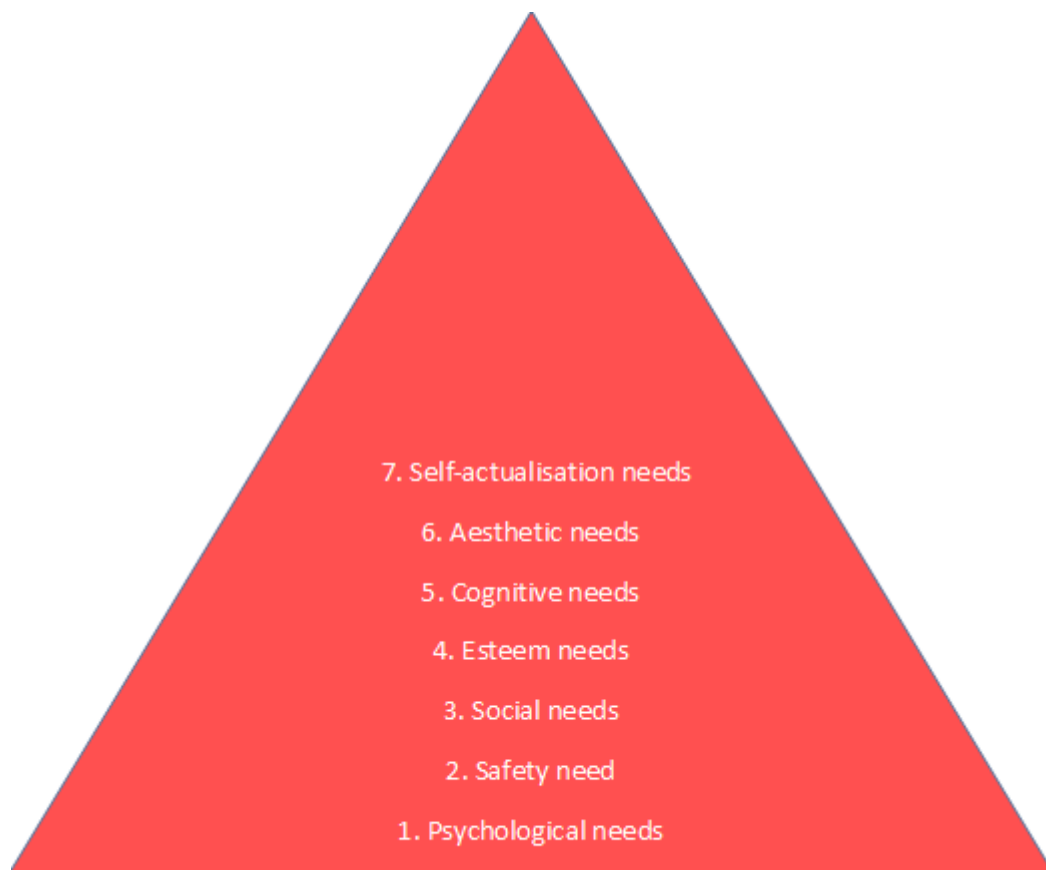 7. Self-actualisation needs
6. Aesthetic needs
5. Cognitive needs
4. Esteem needs
3. Social needs
2. Safety need
1. Psychological needs